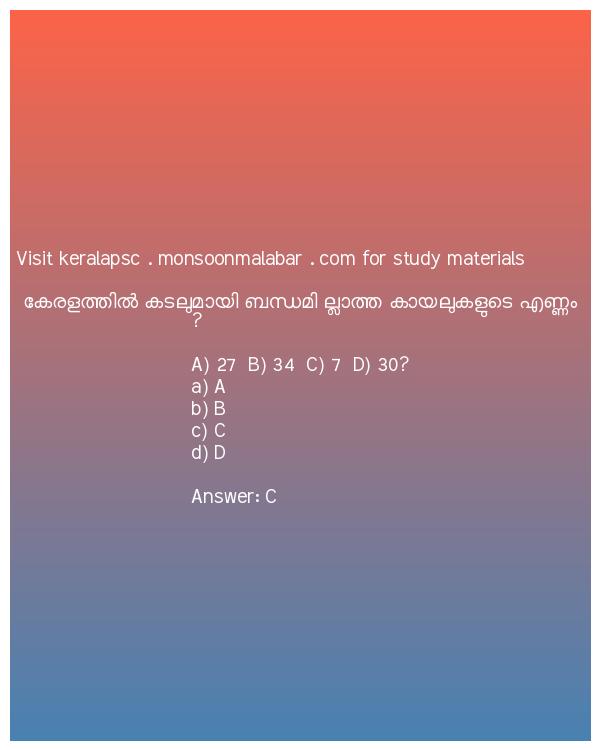 Visit keralapsc . monsoonmalabar . com for study materials
കേരളത്തിൽ കടലുമായി ബന്ധമി ല്ലാത്ത കായലുകളുടെ എണ്ണം
?
A) 27 B) 34 C) 7 D) 30?
a) A
b) B
c) C
d) D
Answer: C